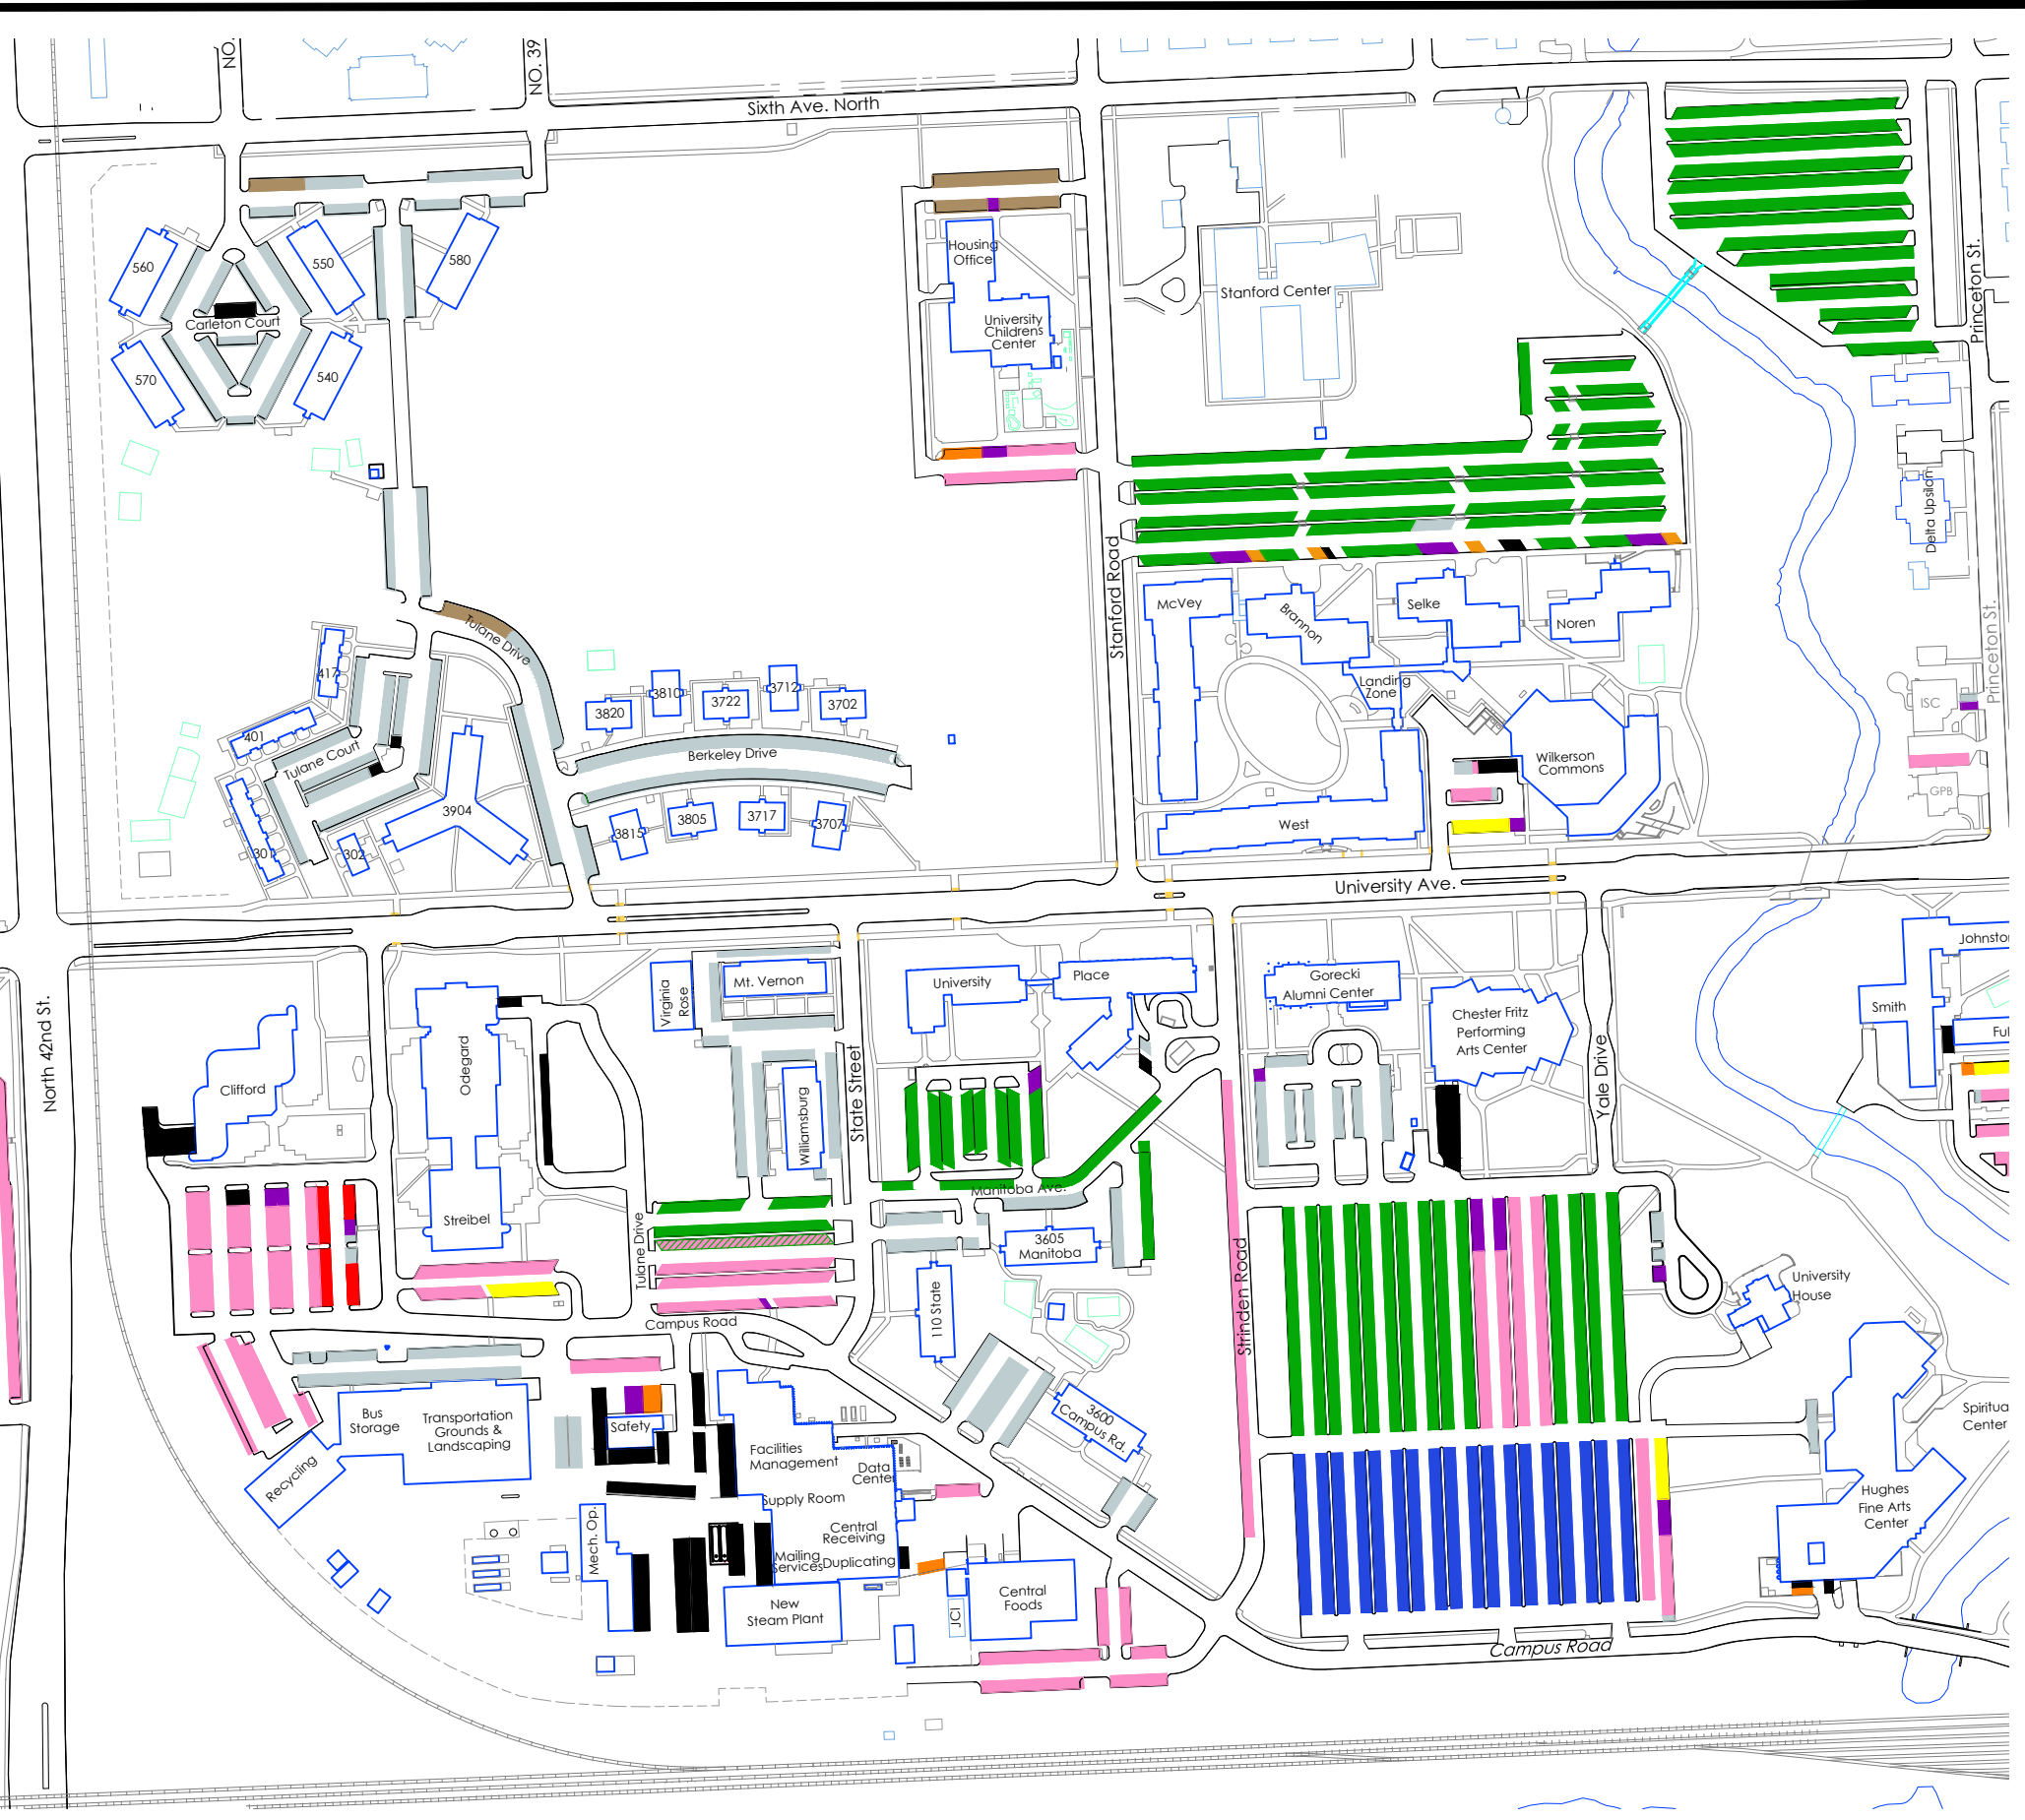 NO.
NO. 39
Sixth Ave. North
560
550
580
Carleton Court
570
540
Housing
Office
University
Childrens
Center
Stanford Center
Princeton St.
Delta Upsilon
Stanford Road
McVey
Brannon
Selke
Noren
Landing
Zone
Wilkerson
Commons
West
ISC
GPB
Princeton St.
Tulane Drive
417
401
Tulane Court
301
302
3904
3820
3810
3722
3712
3702
Berkeley Drive
3815
3805
3717
3707
University Ave.
North 42nd St.
Clifford
Odegard
Streibel
Virginia
Rose
Mt. Vernon
Williamsburg
State Street
University
Place
Manitoba Ave.
3605
Manitoba
110 State
Gorecki
Alumni Center
Chester Fritz
Performing
Arts Center
Yale Drive
Johnsto
Smith
Ful
Tulane Drive
Campus Road
Strinden Road
University
House
Bus
Storage
Transportation
Grounds &
Landscaping
Recycling
Safety
Facilities
Management
Data
Center
Supply Room
Central
Receiving
Mailing
Services
Duplicating
Mech. Op.
New
Steam Plant
JCI
Central
Foods
3600
Campus Rd.
Spiritua
Center
Hughes
Fine Arts
Center
Campus Road